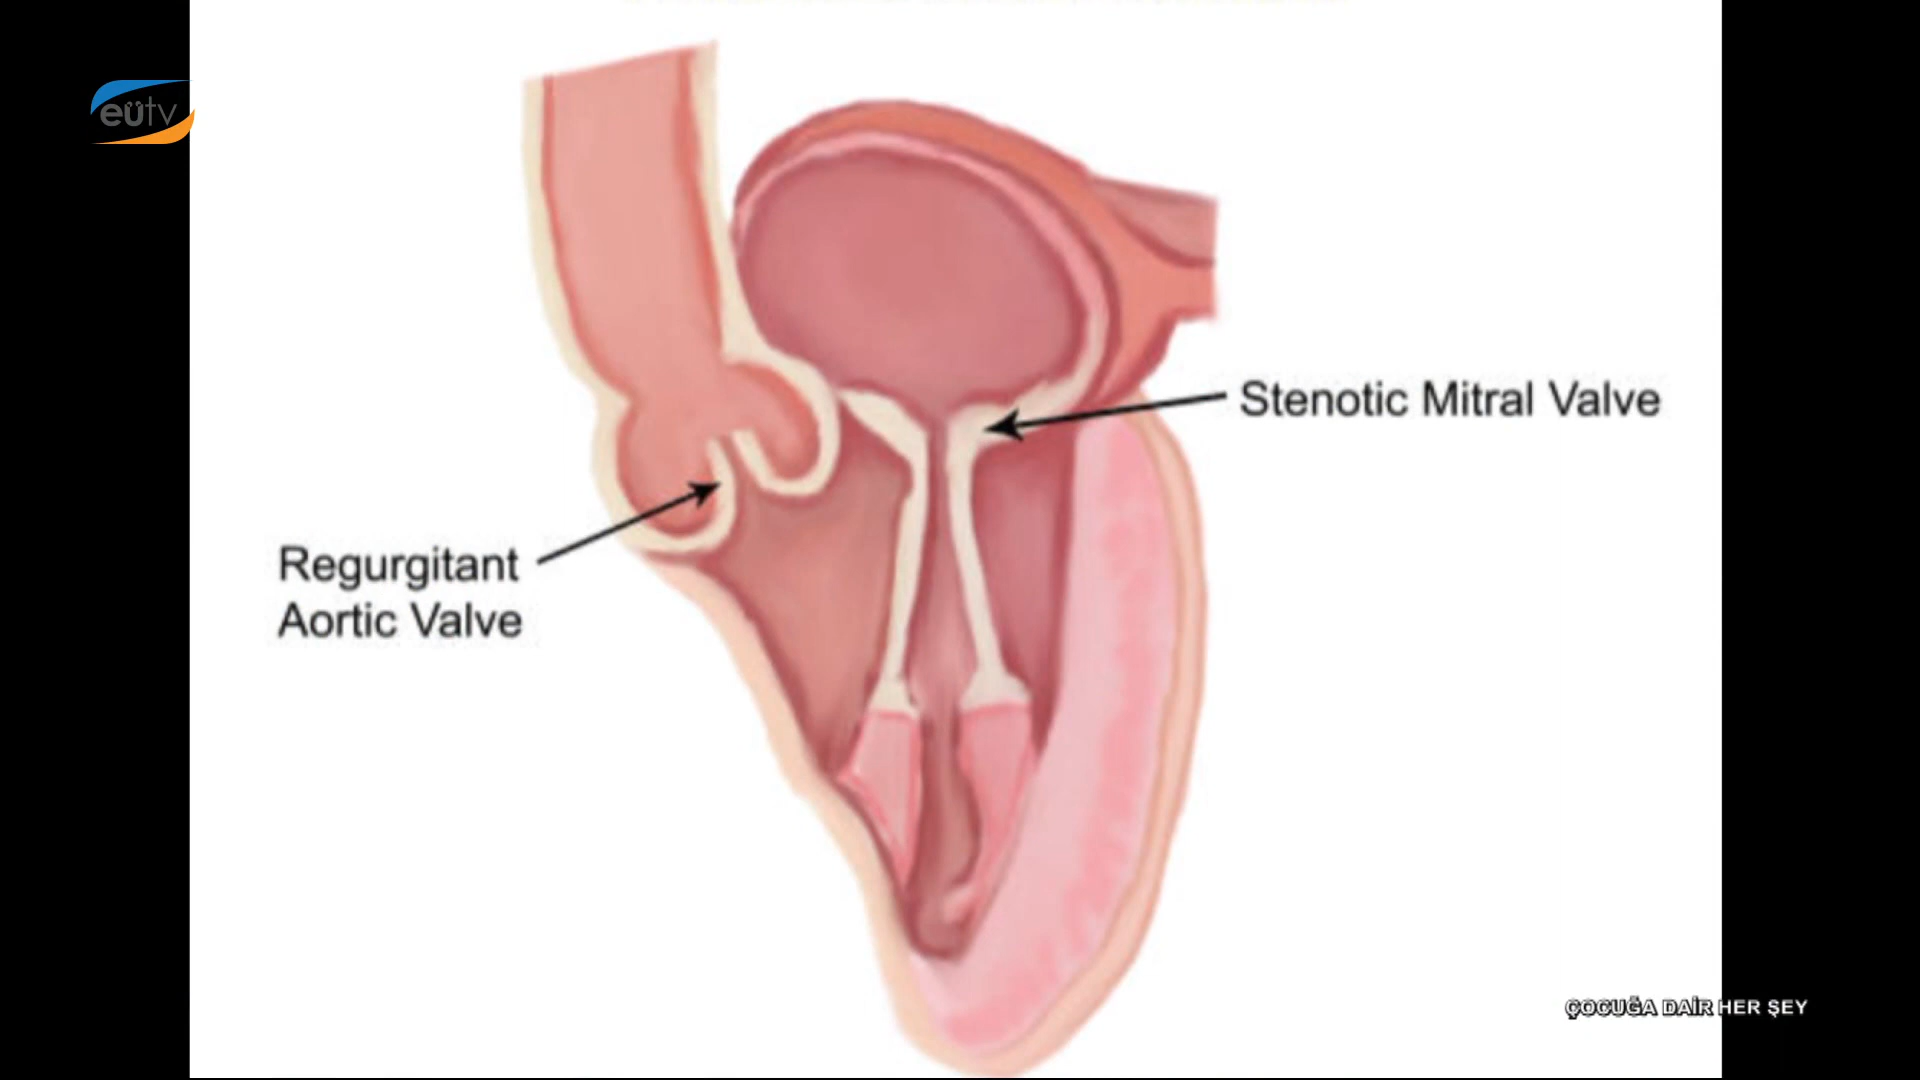 eütv
Stenotic Mitral Valve
Regurgitant
Aortic Valve
ÇOCUĞA DAİR HER ŞEY